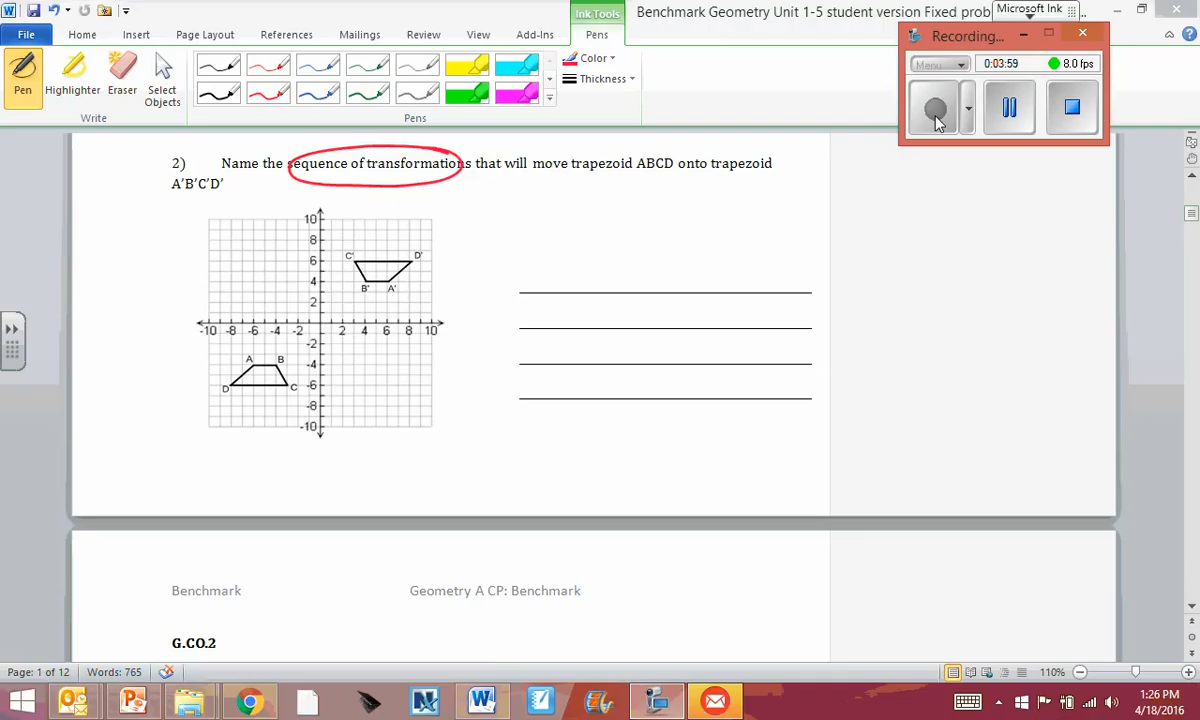 Ink Tools
Benchmark Geometry Unit 1-5 student version Fixed prob
Microsoft Ink
File Home Insert Page Layout References Mailings Review View Add-Ins Pens
Recording...
Menu 0:03:59 8.0 fps
Pen Highlighter Eraser Select Objects
Color
Thickness
Write Pens
2) Name the sequence of transformations that will move trapezoid ABCD onto trapezoid
A'B'C'D'
10
8
C' D'
6
4
B' A'
2
-10 -8 -6 -4 -2 2 4 6 8 10
-2
A B -4
D C -6
-8
-10
Benchmark Geometry A CP: Benchmark
G.CO.2
Page: 1 of 12 Words: 765 110%
1:26 PM
4/18/2016